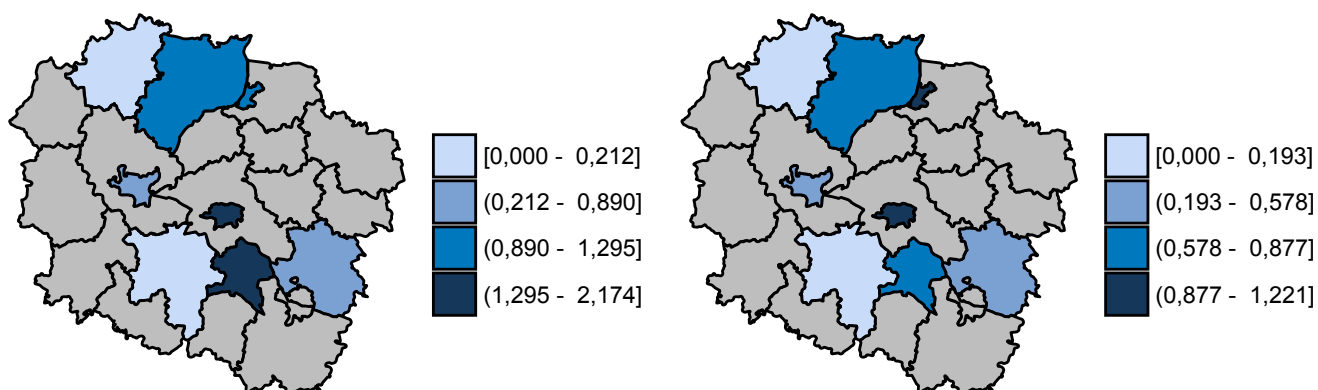 [0,000 - 0,212]
(0,212 - 0,890]
(0,890 - 1,295]
(1,295 - 2,174]
[0,000 - 0,193]
(0,193 - 0,578]
(0,578 - 0,877]
(0,877 - 1,221]